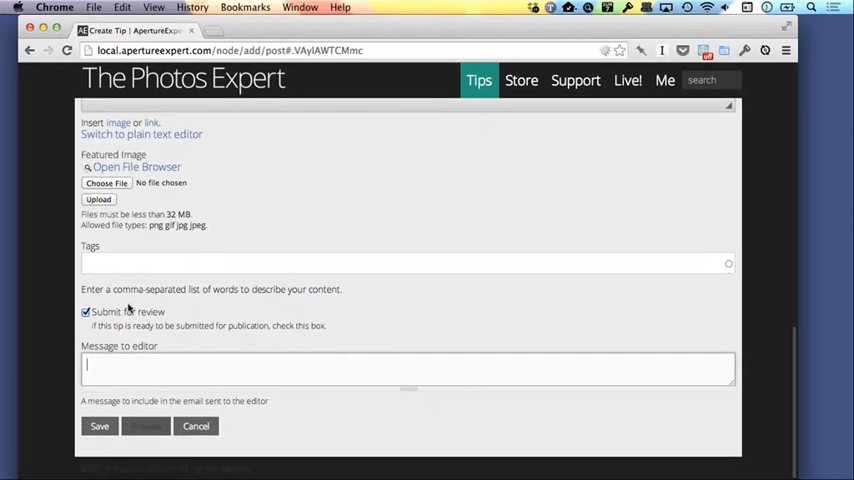 Chrome File Edit View History Bookmarks Window Help
AE Create Tip | ApertureExpe
local.apertureexpert.com/node/add/post#.VAylAWTCMmc
off
The Photos Expert Tips Store Support Live! Me search
Insert image or link.
Switch to plain text editor
Featured Image
Open File Browser
Choose File No file chosen
Upload
Files must be less than 32 MB.
Allowed file types: png gif jpg jpeg.
Tags
Enter a comma-separated list of words to describe your content.
Submit for review
If this tip is ready to be submitted for publication, check this box.
Message to editor
A message to include in the email sent to the editor
Save Preview Cancel